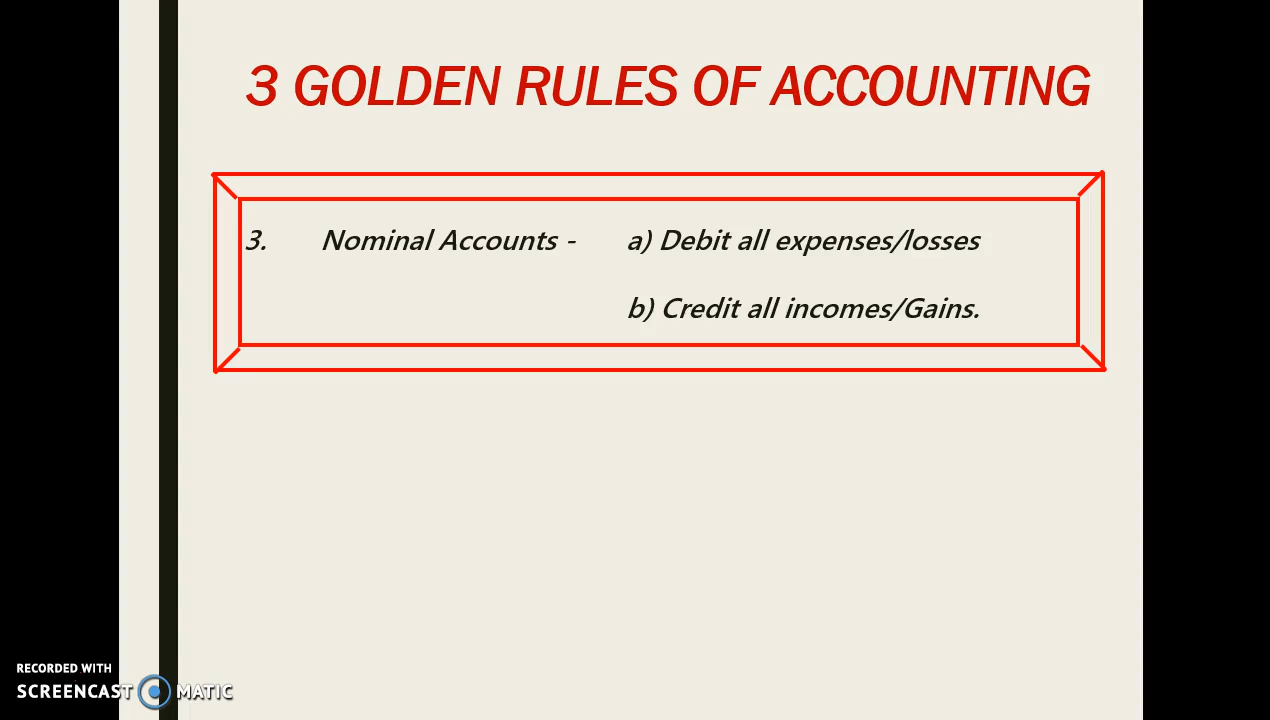 3 GOLDEN RULES OF ACCOUNTING
3. Nominal Accounts - a) Debit all expenses/losses
b) Credit all incomes/Gains.
RECORDED WITH
SCREENCAST MATIC